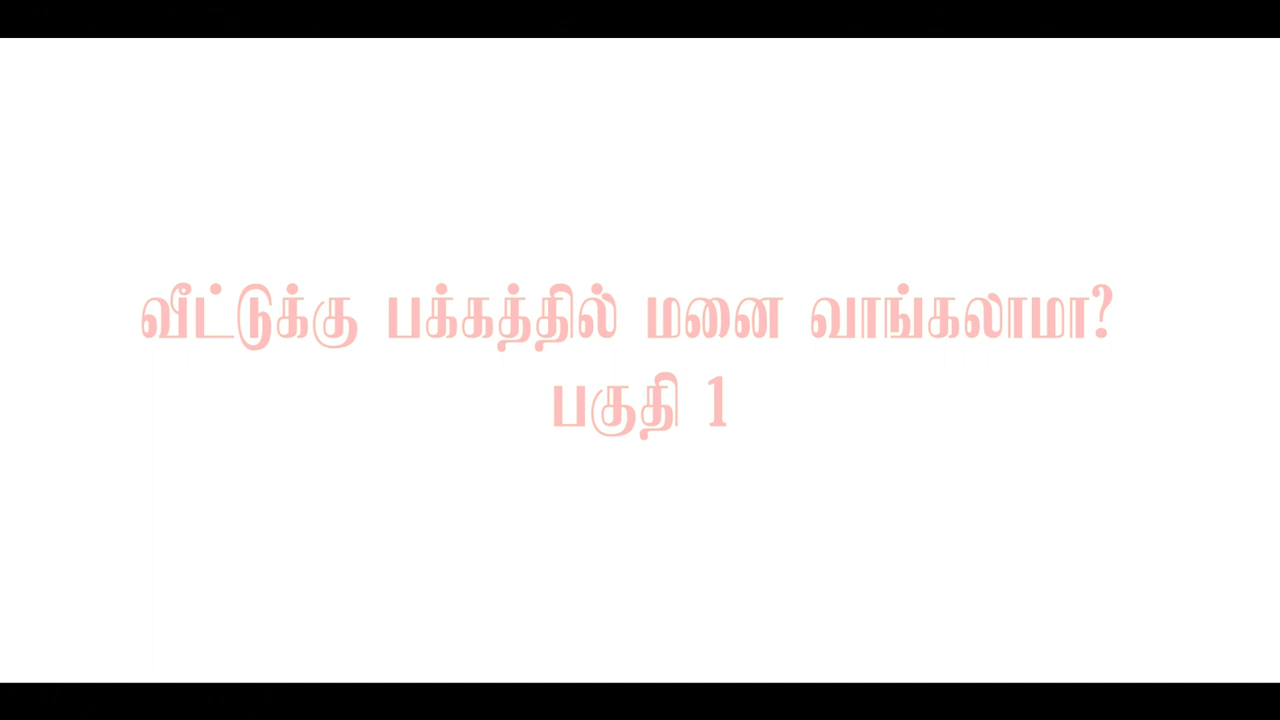 வீட்டுக்கு பக்கத்தில் மனை வாங்கலாமா?
பகுதி 1